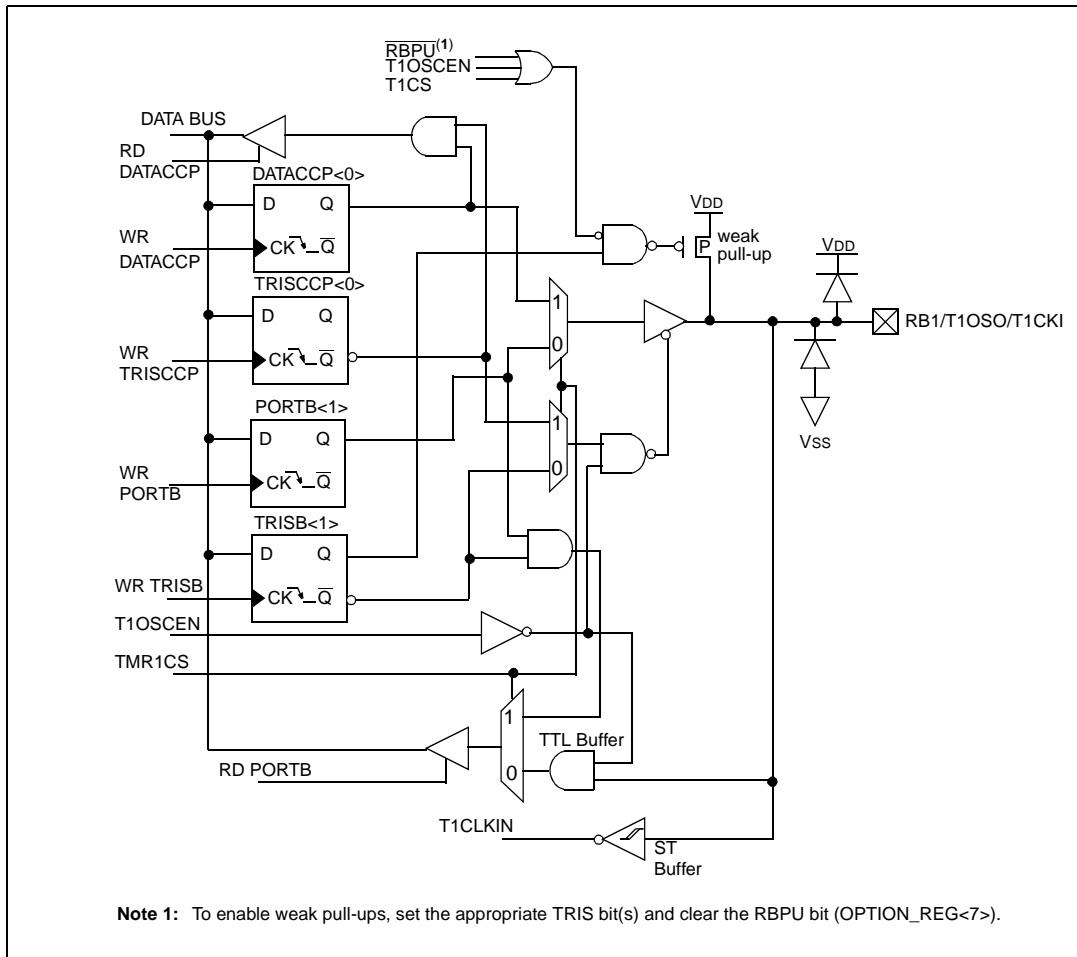 RBPU(1)
T1OSCEN
T1CS
DATA BUS
RD
DATACCP
DATACCP<0>
D Q
CK Q
WR
DATACCP
TRISCCP<0>
D Q
CK Q
WR
TRISCCP
PORTB<1>
D Q
CK Q
WR
PORTB
TRISB<1>
D Q
CK Q
WR TRISB
T1OSCEN
TMR1CS
1
0
1
0
VDD
P
weak
pull-up
VDD
RB1/T1OSO/T1CKI
VSS
1
0
TTL Buffer
RD PORTB
T1CLKIN
ST
Buffer
Note 1: To enable weak pull-ups, set the appropriate TRIS bit(s) and clear the RBPU bit (OPTION_REG<7>).